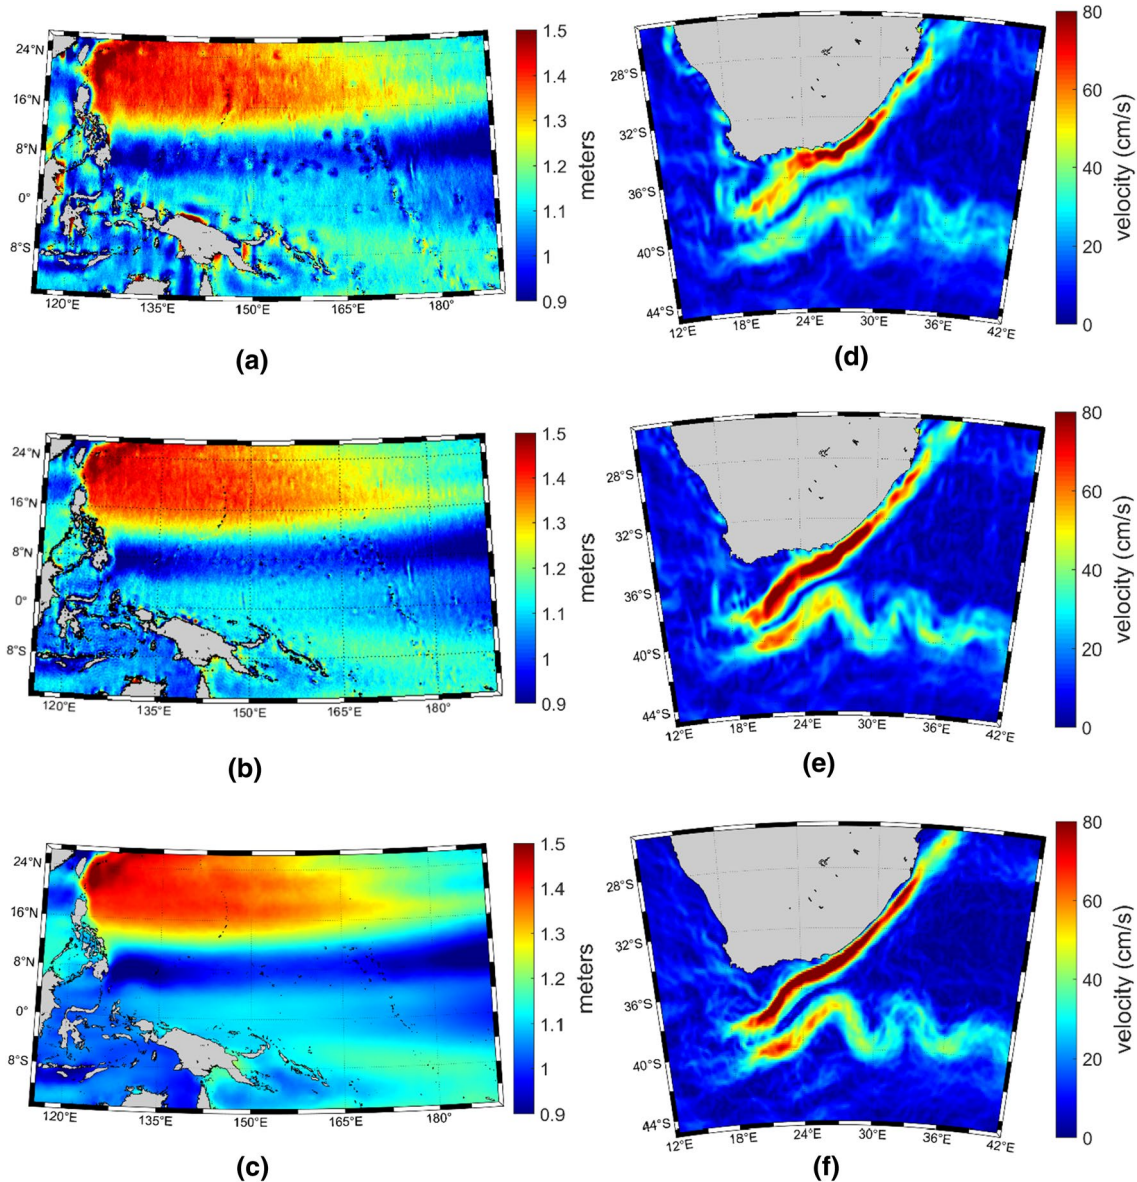 24°N
16°N
8°N
0°
8°S
120°E
135°E
150°E
165°E
180°
1.5
1.4
1.3
1.2
1.1
1
0.9
meters
(a)
28°S
32°S
36°S
40°S
44°S
12°E
18°E
24°E
30°E
36°E
42°E
80
60
40
20
0
velocity (cm/s)
(d)
24°N
16°N
8°N
0°
8°S
120°E
135°E
150°E
165°E
180°
1.5
1.4
1.3
1.2
1.1
1
0.9
meters
(b)
28°S
32°S
36°S
40°S
44°S
12°E
18°E
24°E
30°E
36°E
42°E
80
60
40
20
0
velocity (cm/s)
(e)
24°N
16°N
8°N
0°
8°S
120°E
135°E
150°E
165°E
180°
1.5
1.4
1.3
1.2
1.1
1
0.9
meters
(c)
28°S
32°S
36°S
40°S
44°S
12°E
18°E
24°E
30°E
36°E
42°E
80
60
40
20
0
velocity (cm/s)
(f)